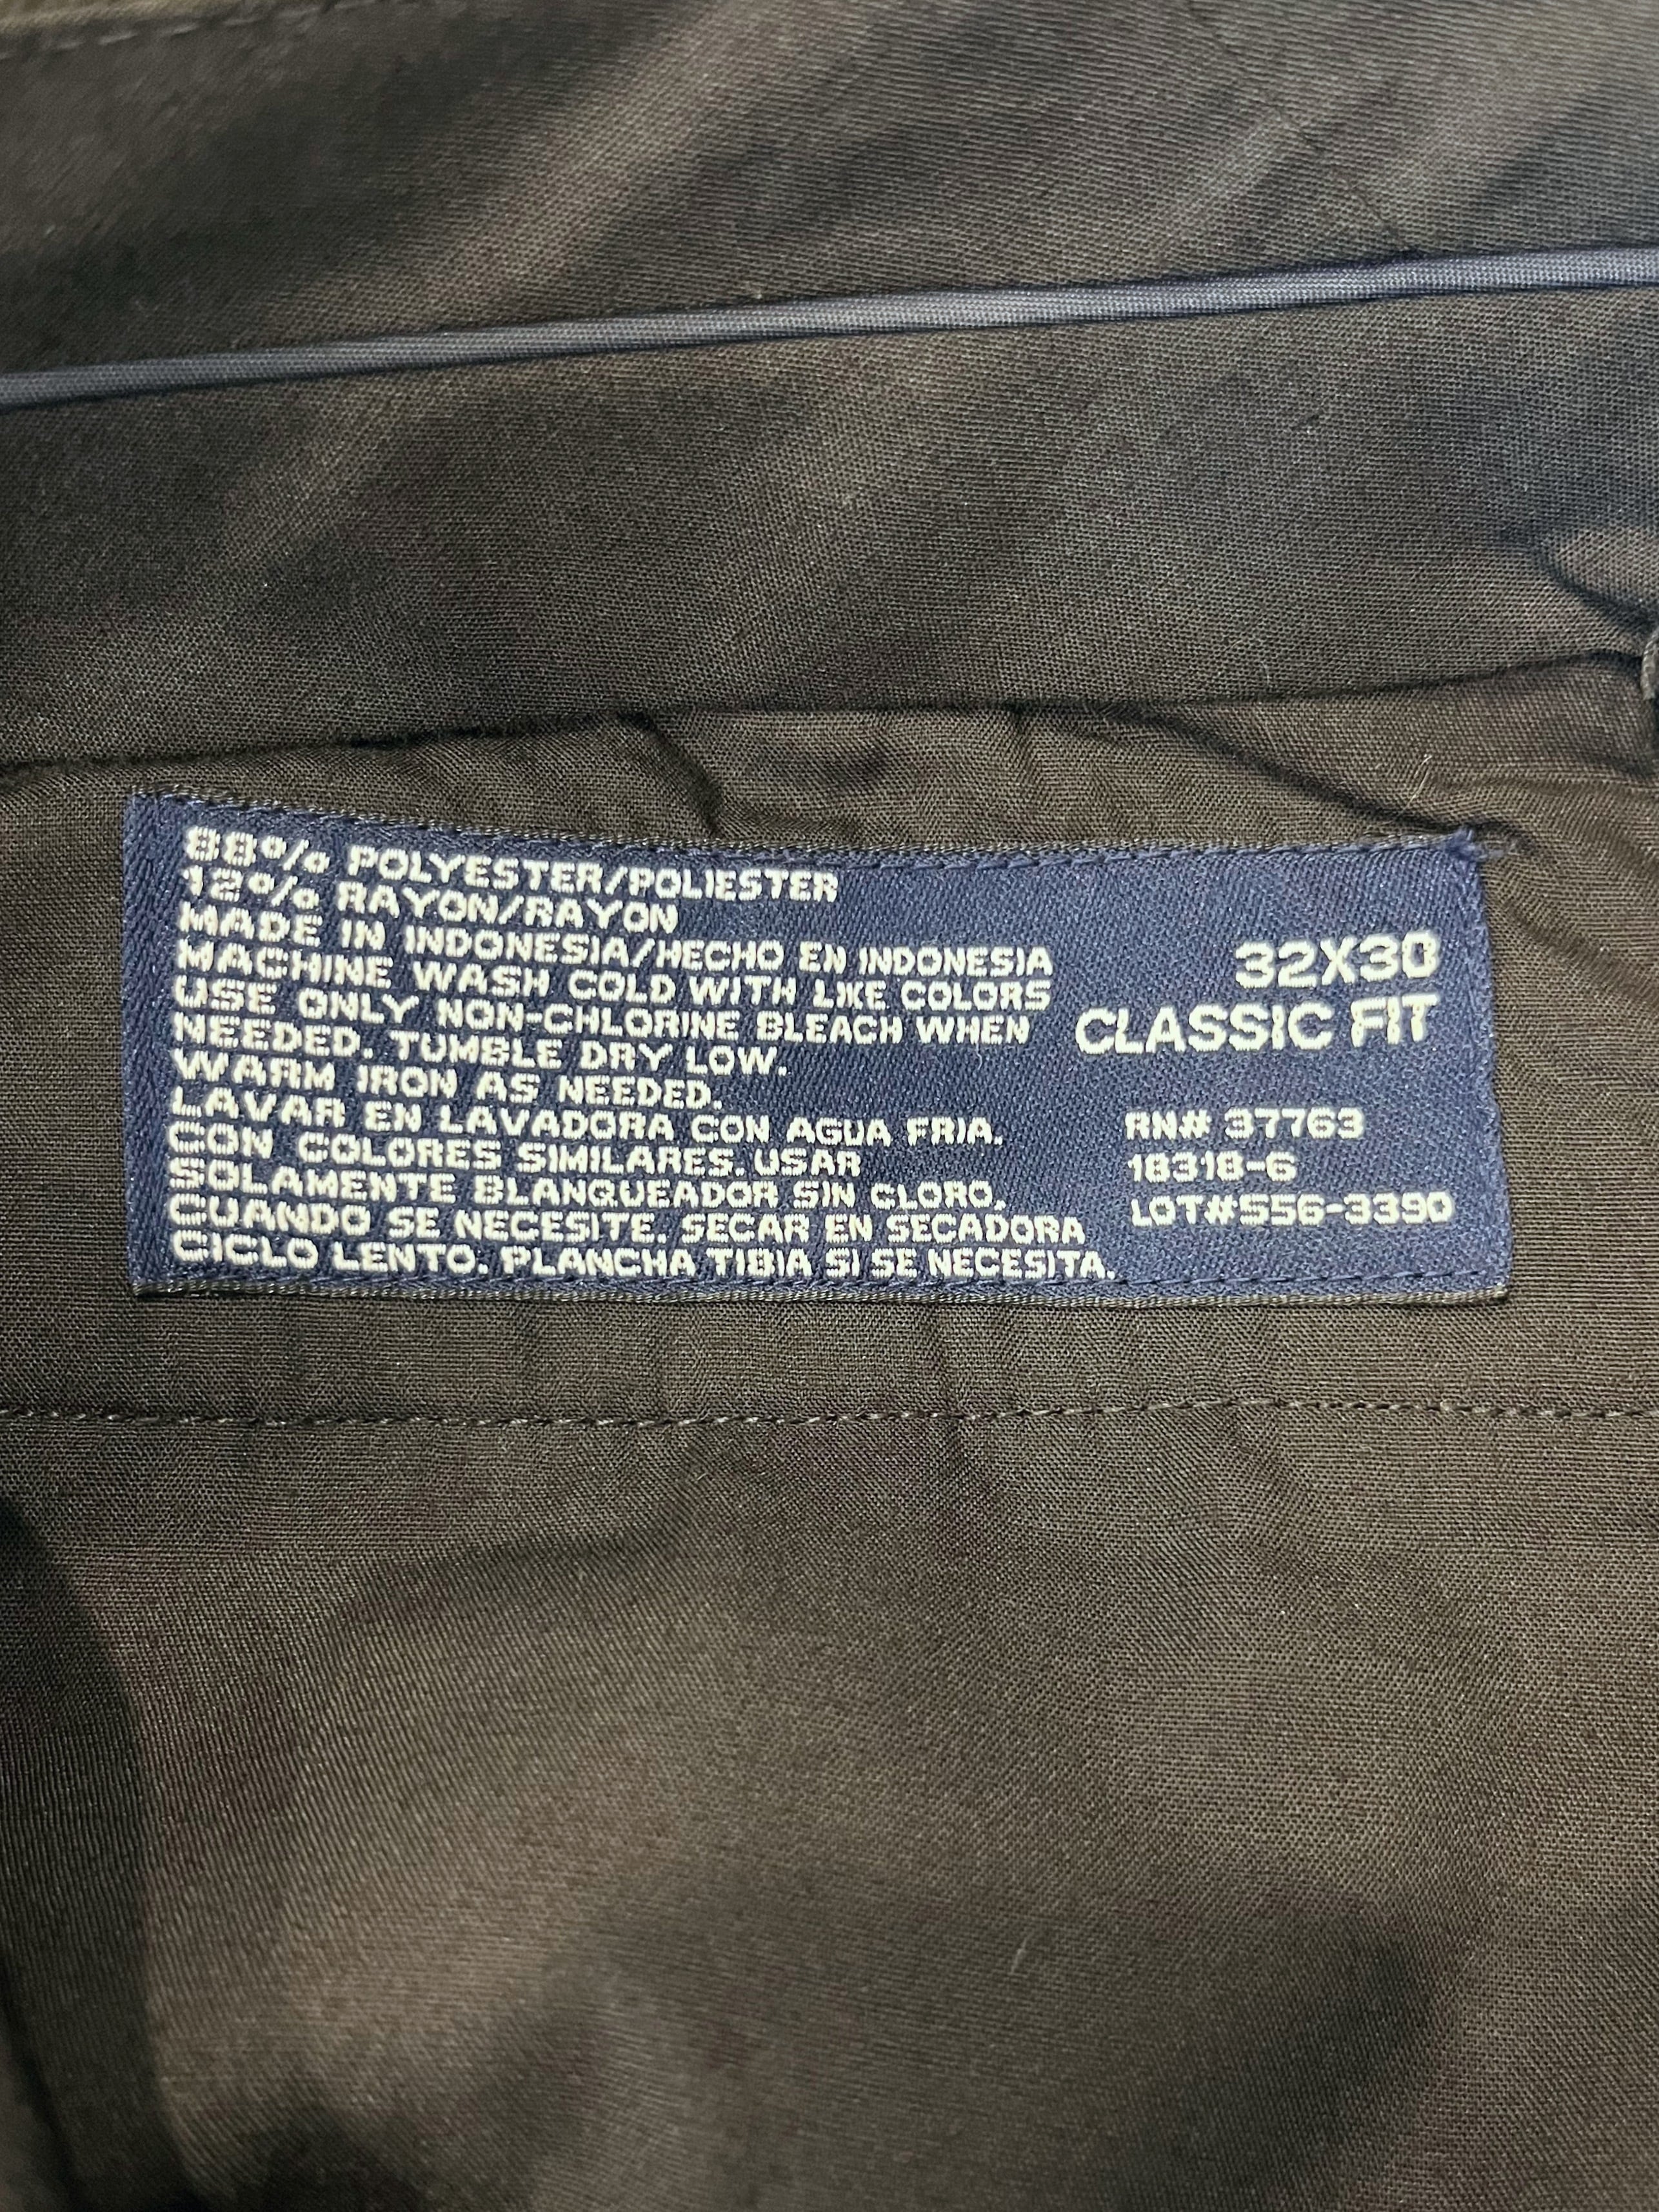 88% POLYESTER/POLIESTER
12% RAYON/RAYON
MADE IN INDONESIA/HECHO EN INDONESIA
MACHINE WASH COLD WITH LIKE COLORS
USE ONLY NON-CHLORINE BLEACH WHEN
NEEDED. TUMBLE DRY LOW.
WARM IRON AS NEEDED.
LAVAR EN LAVADORA CON AGUA FRIA.
CON COLORES SIMILARES. USAR
SOLAMENTE BLANQUEADOR SIN CLORO,
CUANDO SE NECESITE. SECAR EN SECADORA
CICLO LENTO. PLANCHA TIBIA SI SE NECESITA.
32X30
CLASSIC FIT
RN# 37763
18318-6
LOT#S56-3390